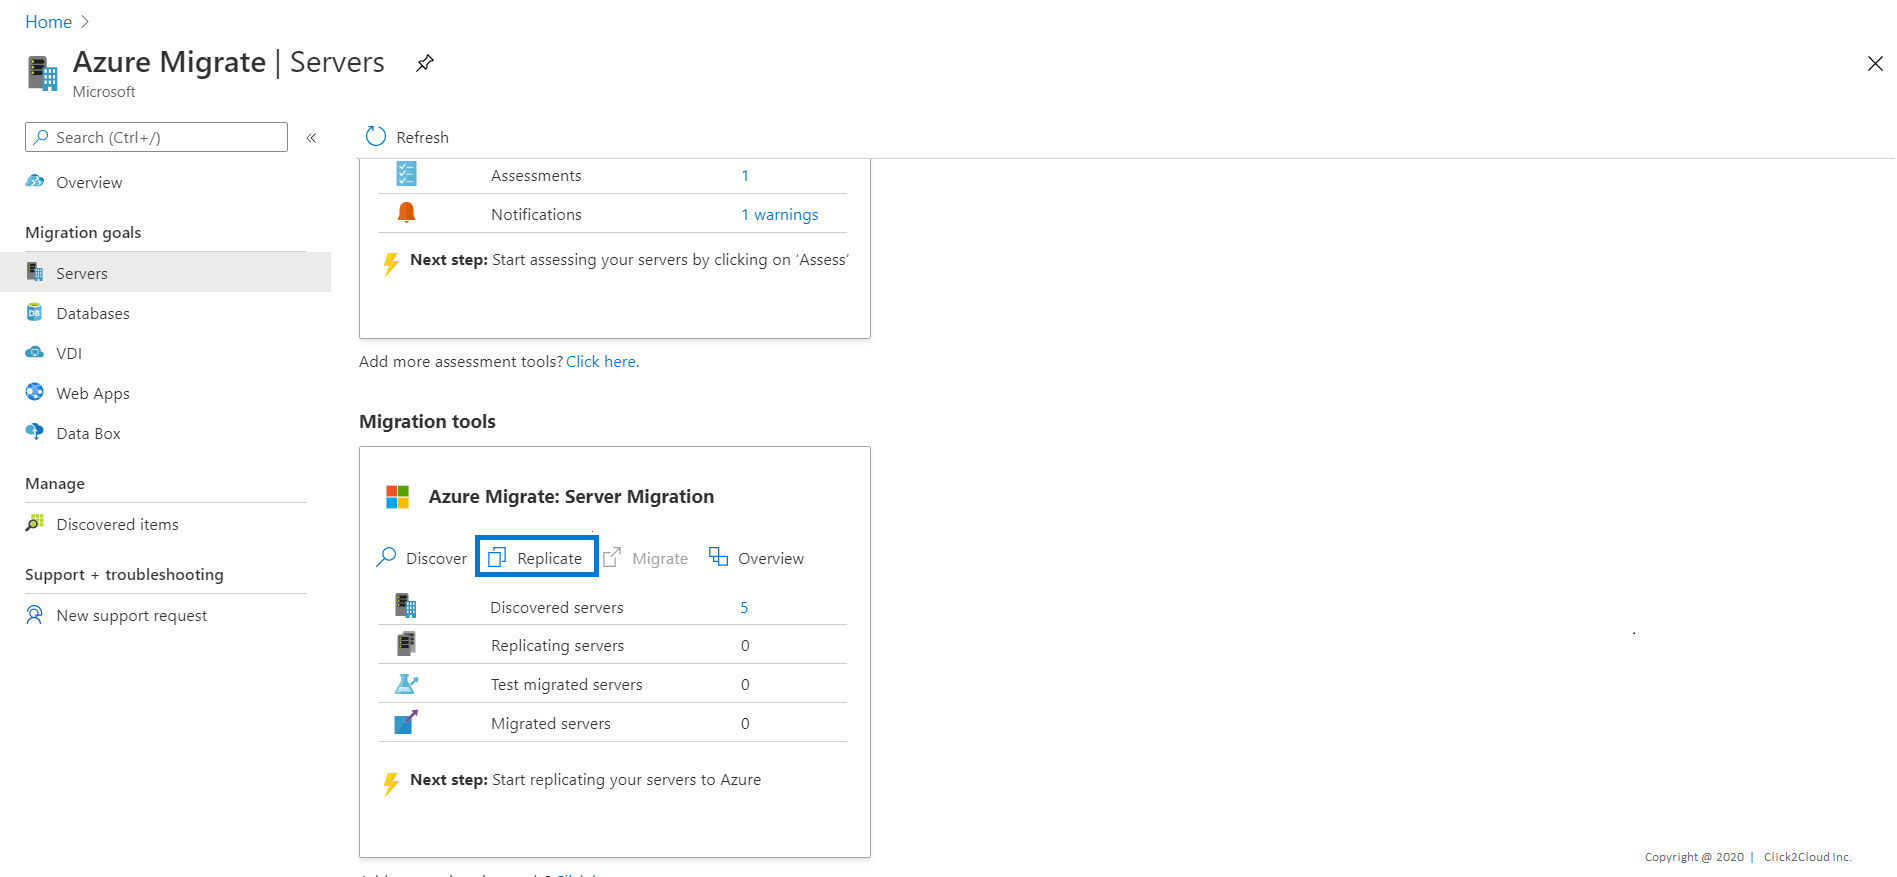 Home
Azure Migrate | Servers
Microsoft
Search (Ctrl+/)
«
Refresh
Overview
Migration goals
Servers
Databases
VDI
Web Apps
Data Box
Manage
Discovered items
Support + troubleshooting
New support request
Assessments 1
Notifications 1 warnings
Next step: Start assessing your servers by clicking on ‘Assess’
Add more assessment tools? Click here.
Migration tools
Azure Migrate: Server Migration
Discover Replicate Migrate Overview
Discovered servers 5
Replicating servers 0
Test migrated servers 0
Migrated servers 0
Next step: Start replicating your servers to Azure
Copyright @ 2020 | Click2Cloud Inc.